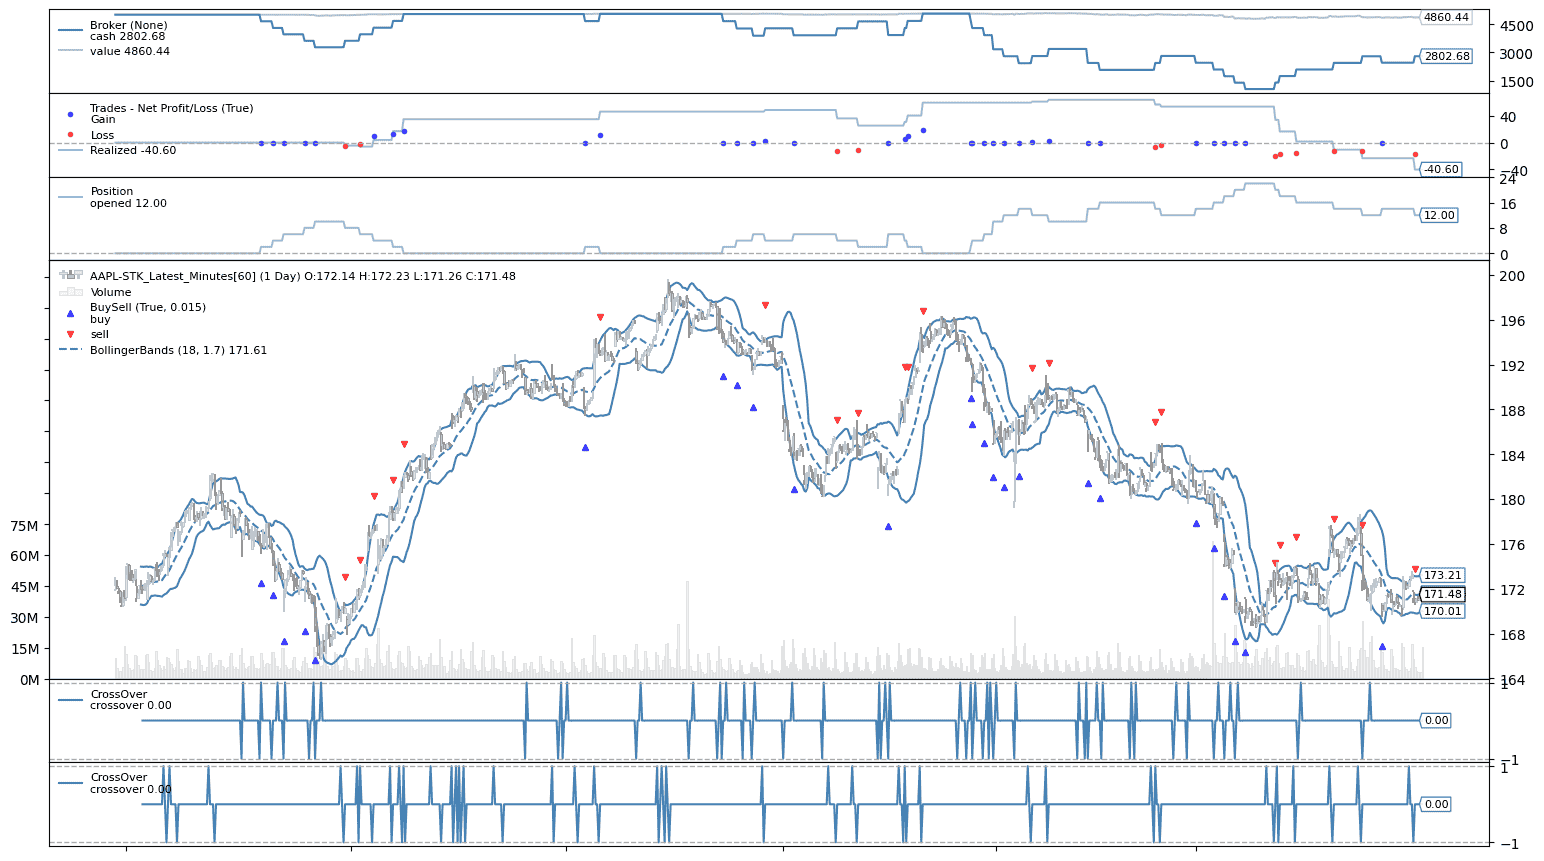 Broker (None)
cash 2802.68
value 4860.44
4860.44
4500
3000
2802.68
1500
Trades - Net Profit/Loss (True)
Gain
Loss
Realized -40.60
40
0
−40
-40.60
Position
opened 12.00
24
16
12.00
8
0
AAPL-STK_Latest_Minutes[60] (1 Day) O:172.14 H:172.23 L:171.26 C:171.48
Volume
BuySell (True, 0.015)
buy
sell
BollingerBands (18, 1.7) 171.61
200
196
192
188
184
180
176
173.21
172
171.48
170.01
168
164
75M
60M
45M
30M
15M
0M
CrossOver
crossover 0.00
1
0.00
−1
CrossOver
crossover 0.00
1
0.00
−1